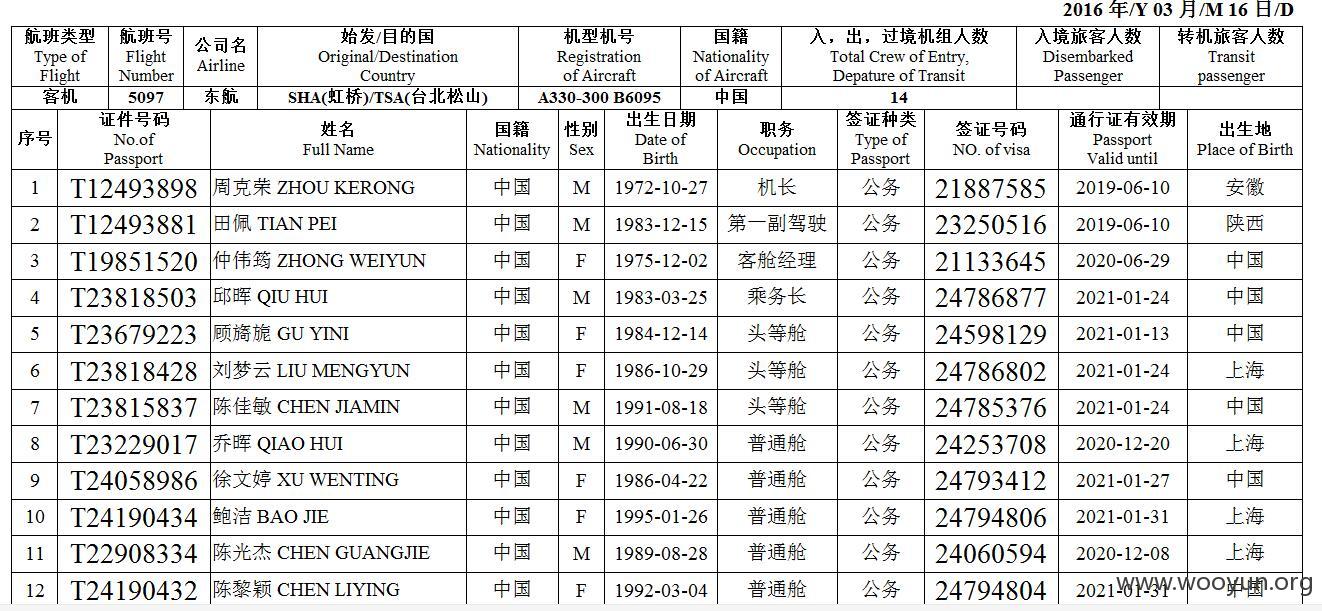 2016 年/Y 03 月/M 16 日/D
航班类型 Type of Flight 航班号 Flight Number 公司名 Airline 始发/目的国 Original/Destination Country 机型机号 Registration of Aircraft 国籍 Nationality of Aircraft 入，出，过境机组人数 Total Crew of Entry, Depature of Transit 入境旅客人数 Disembarked Passenger 转机旅客人数 Transit passenger
客机 5097 东航 SHA(虹桥)/TSA(台北松山) A330-300 B6095 中国 14
序号 证件号码 No.of Passport 姓名 Full Name 国籍 Nationality 性别 Sex 出生日期 Date of Birth 职务 Occupation 签证种类 Type of Passport 签证号码 NO. of visa 通行证有效期 Passport Valid until 出生地 Place of Birth
1 T12493898 周克荣 ZHOU KERONG 中国 M 1972-10-27 机长 公务 21887585 2019-06-10 安徽
2 T12493881 田佩 TIAN PEI 中国 M 1983-12-15 第一副驾驶 公务 23250516 2019-06-10 陕西
3 T19851520 仲伟筠 ZHONG WEIYUN 中国 F 1975-12-02 客舱经理 公务 21133645 2020-06-29 中国
4 T23818503 邱晖 QIU HUI 中国 M 1983-03-25 乘务长 公务 24786877 2021-01-24 中国
5 T23679223 顾旖旎 GU YINI 中国 F 1984-12-14 头等舱 公务 24598129 2021-01-13 中国
6 T23818428 刘梦云 LIU MENGYUN 中国 F 1986-10-29 头等舱 公务 24786802 2021-01-24 上海
7 T23815837 陈佳敏 CHEN JIAMIN 中国 M 1991-08-18 头等舱 公务 24785376 2021-01-24 中国
8 T23229017 乔晖 QIAO HUI 中国 M 1990-06-30 普通舱 公务 24253708 2020-12-20 上海
9 T24058986 徐文婷 XU WENTING 中国 F 1986-04-22 普通舱 公务 24793412 2021-01-27 中国
10 T24190434 鲍洁 BAO JIE 中国 F 1995-01-26 普通舱 公务 24794806 2021-01-31 上海
11 T22908334 陈光杰 CHEN GUANGJIE 中国 M 1989-08-28 普通舱 公务 24060594 2020-12-08 上海
12 T24190432 陈黎颖 CHEN LIYING 中国 F 1992-03-04 普通舱 公务 24794804 2021-01-31 中国
www.wooyun.org